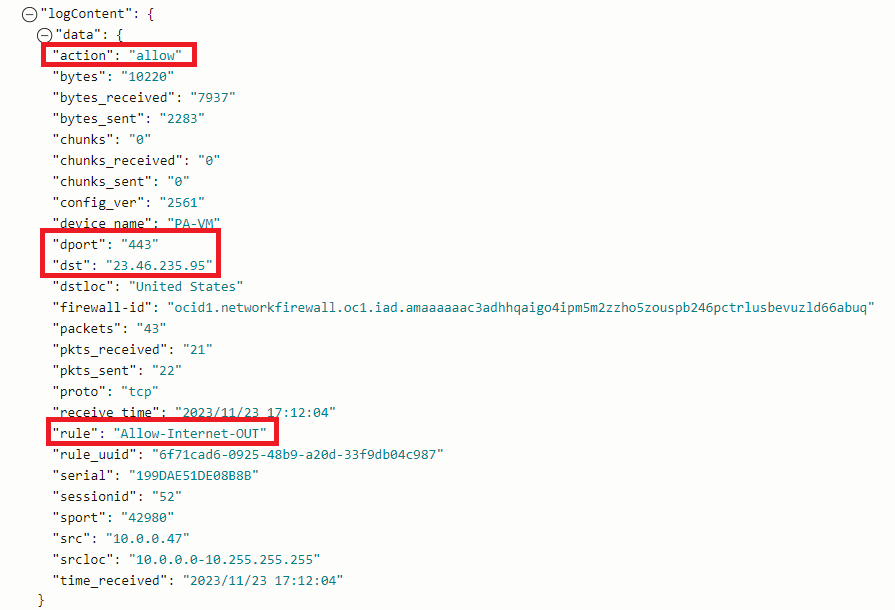 "logContent": {
"data": {
"action": "allow"
"bytes": "10220"
"bytes_received": "7937"
"bytes_sent": "2283"
"chunks": "0"
"chunks_received": "0"
"chunks_sent": "0"
"config_ver": "2561"
"device_name": "PA-VM"
"dport": "443"
"dst": "23.46.235.95"
"dstloc": "United States"
"firewall-id": "ocid1.networkfirewall.oc1.iad.amaaaaaac3adhhqaigo4ipm5m2zzho5zouspb246pctrlusbevuzld66abuq"
"packets": "43"
"pkts_received": "21"
"pkts_sent": "22"
"proto": "tcp"
"receive_time": "2023/11/23 17:12:04"
"rule": "Allow-Internet-OUT"
"rule_uuid": "6f71cad6-0925-48b9-a20d-33f9db04c987"
"serial": "199DAE51DE08B8B"
"sessionid": "52"
"sport": "42980"
"src": "10.0.0.47"
"srcloc": "10.0.0.0-10.255.255.255"
"time_received": "2023/11/23 17:12:04"
}